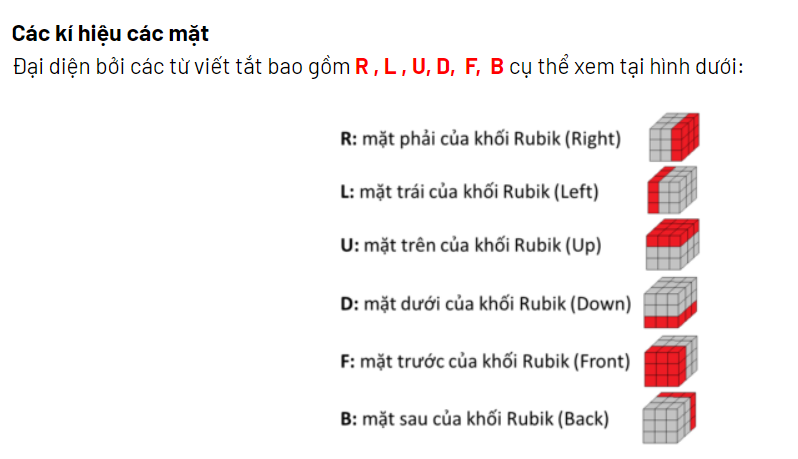 Các kí hiệu các mặt
Đại diện bởi các từ viết tắt bao gồm R , L , U, D, F, B cụ thể xem tại hình dưới:
R: mặt phải của khối Rubik (Right)
L: mặt trái của khối Rubik (Left)
U: mặt trên của khối Rubik (Up)
D: mặt dưới của khối Rubik (Down)
F: mặt trước của khối Rubik (Front)
B: mặt sau của khối Rubik (Back)